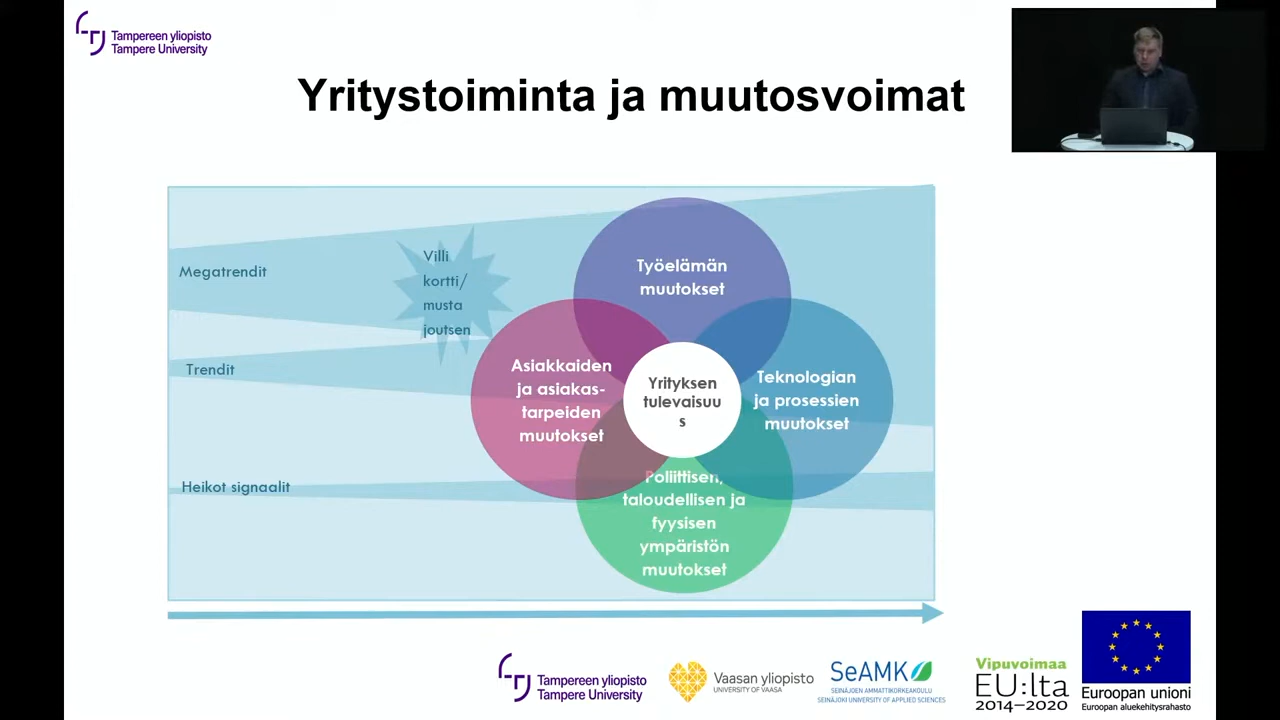 Tampereen yliopisto
Tampere University
Yritystoiminta ja muutosvoimat
Megatrendit
Villi
kortti/
musta
joutsen
Trendit
Heikot signaalit
Työelämän
muutokset
Asiakkaiden
ja asiakas-
tarpeiden
muutokset
Yrityksen
tulevaisuu
s
Teknologian
ja prosessien
muutokset
Poliittisen,
taloudellisen ja
fyysisen
ympäristön
muutokset
Tampereen yliopisto
Tampere University
Vaasan yliopisto
UNIVERSITY OF VAASA
SeAMK
SEINÄJOEN AMMATTIKORKEAKOULU
SEINÄJOKI UNIVERSITY OF APPLIED SCIENCES
Vipuvoimaa
EU:lta
2014–2020
Euroopan unioni
Euroopan aluekehitysrahasto